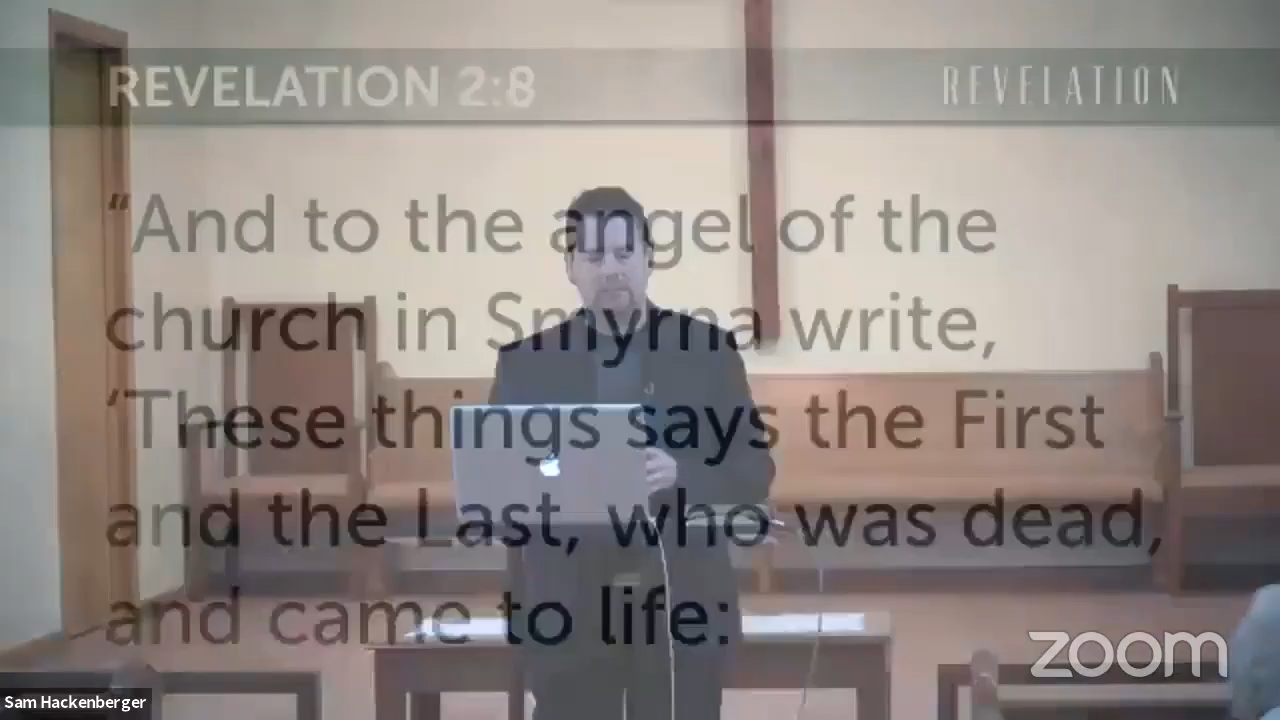 REVELATION 2:8
REVELATION
“And to the angel of the
church in Smyrna write,
‘These things says the First
and the Last, who was dead,
and came to life:
zoom
Sam Hackenberger